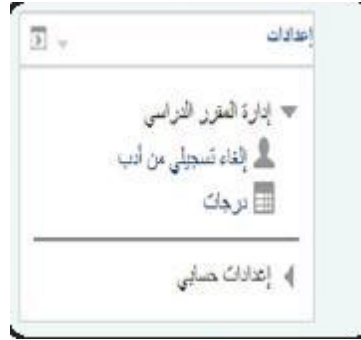 إعدادات
إدارة المقرر الدراسي
إلغاء تسجيلي من أدب
درجات
إعدادات حسابي